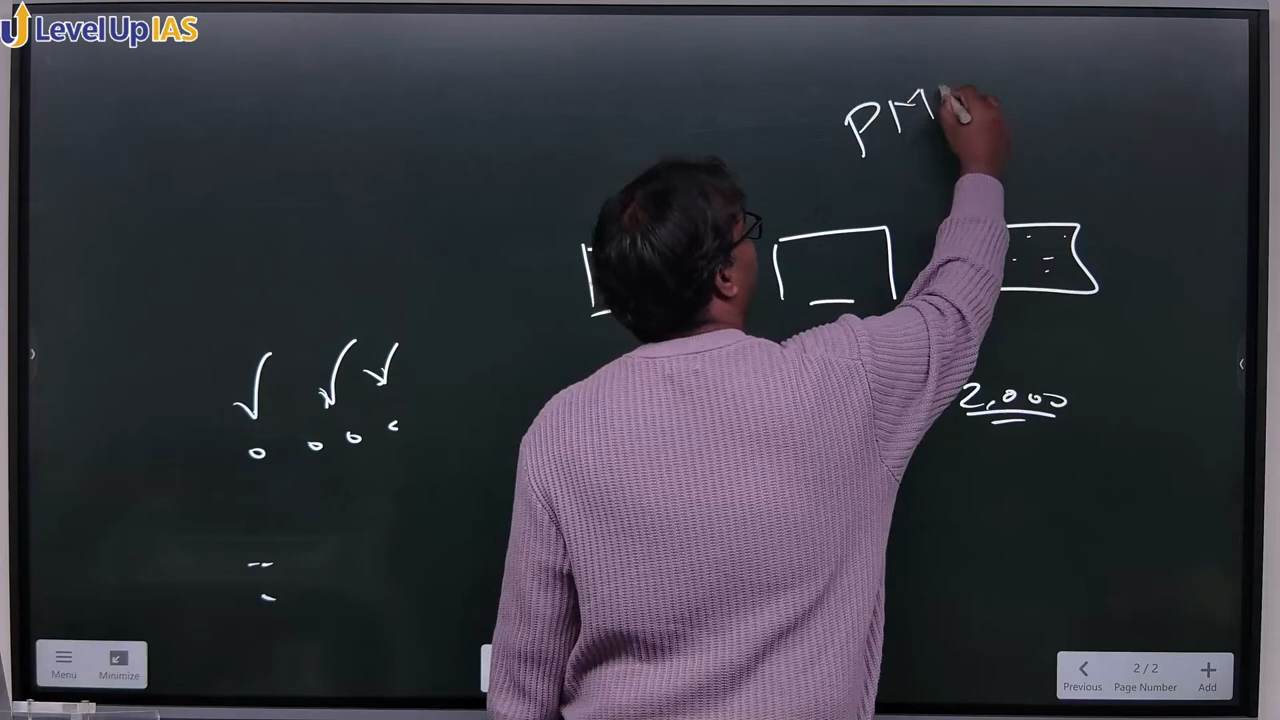 Level Up IAS
PM
2,000
Menu
Minimize
Previous
2 / 2
Page Number
Add